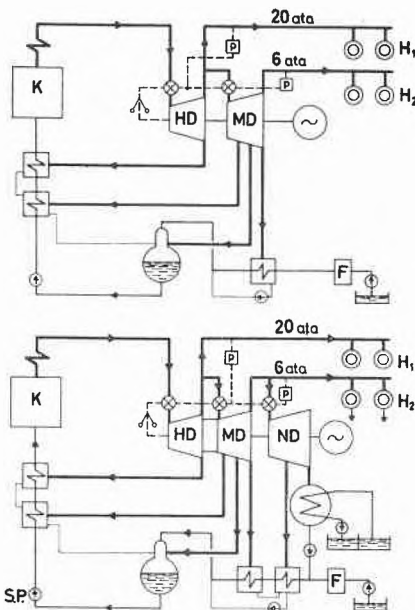 20 ata
P
H1
6 ata
K
P
H2
HD
MD
~
F
20 ata
P
H1
6 ata
K
P
H2
HD
MD
ND
~
F
S.P.